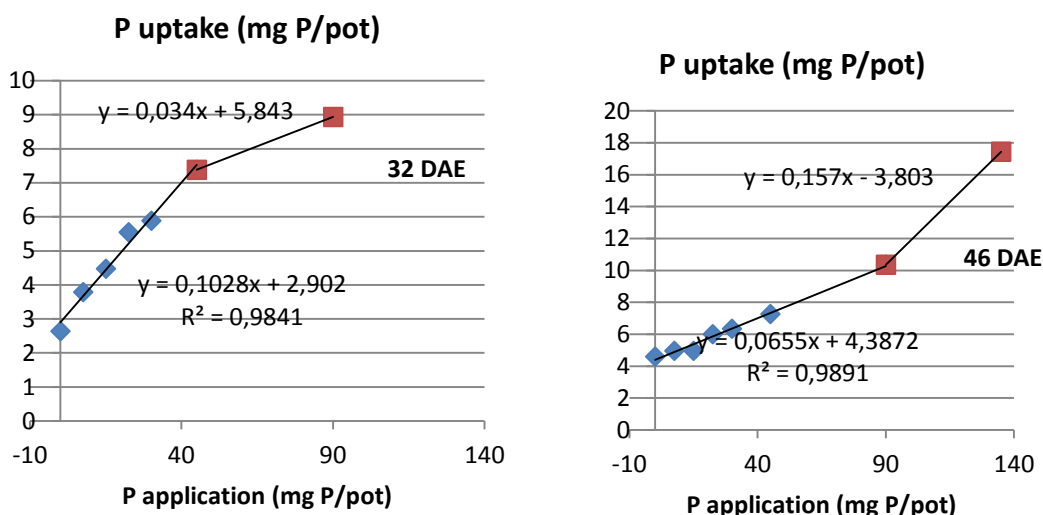 P uptake (mg P/pot)
10
9
8
7
6
5
4
3
2
1
0
y = 0,034x + 5,843
32 DAE
y = 0,1028x + 2,902
R² = 0,9841
-10
40
90
140
P application (mg P/pot)
P uptake (mg P/pot)
20
18
16
14
12
10
8
6
4
2
0
y = 0,157x - 3,803
46 DAE
y = 0,0655x + 4,3872
R² = 0,9891
-10
40
90
140
P application (mg P/pot)